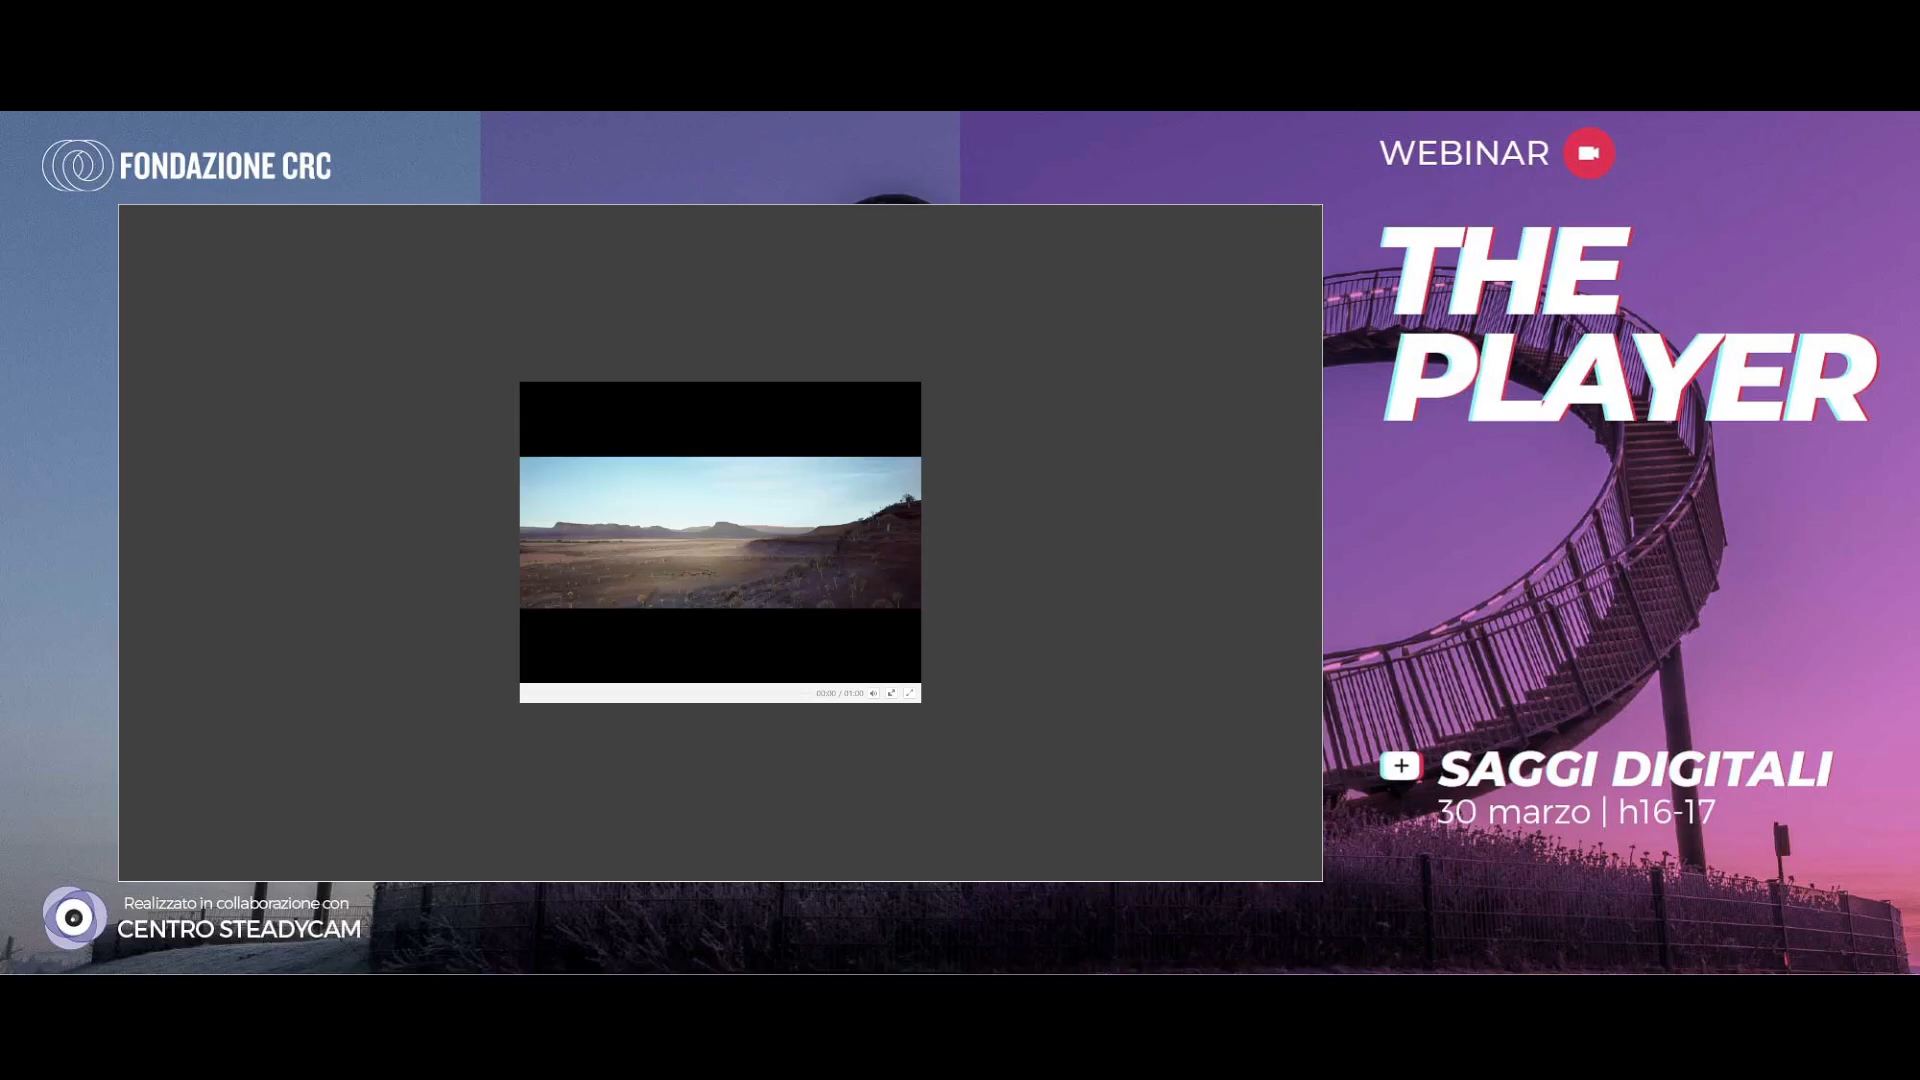 FONDAZIONE CRC
WEBINAR
THE
PLAYER
00:00 / 01:00
SAGGI DIGITALI
30 marzo | h16-17
Realizzato in collaborazione con
CENTRO STEADYCAM